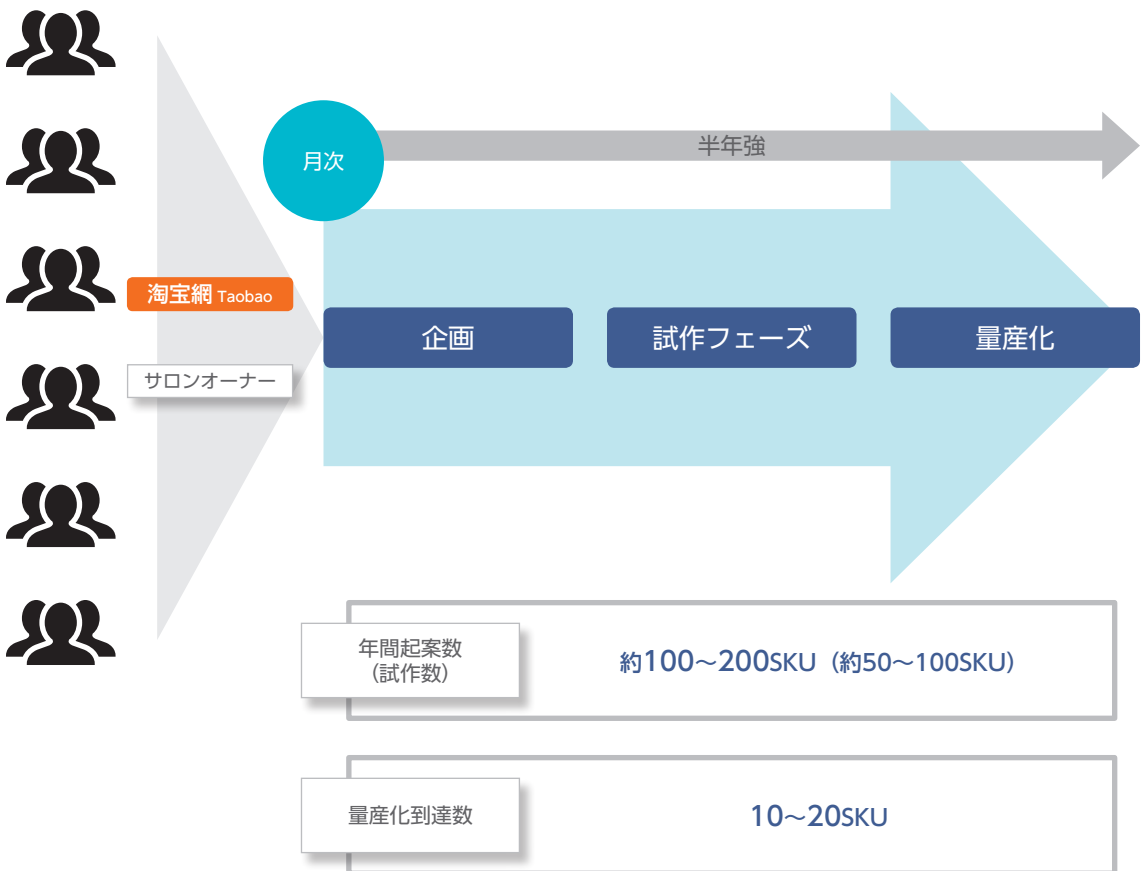 月次
半年強
淘宝網 Taobao
サロンオーナー
企画
試作フェーズ
量産化
年間起案数
(試作数)
約100~200SKU(約50~100SKU)
量産化到達数
10~20SKU